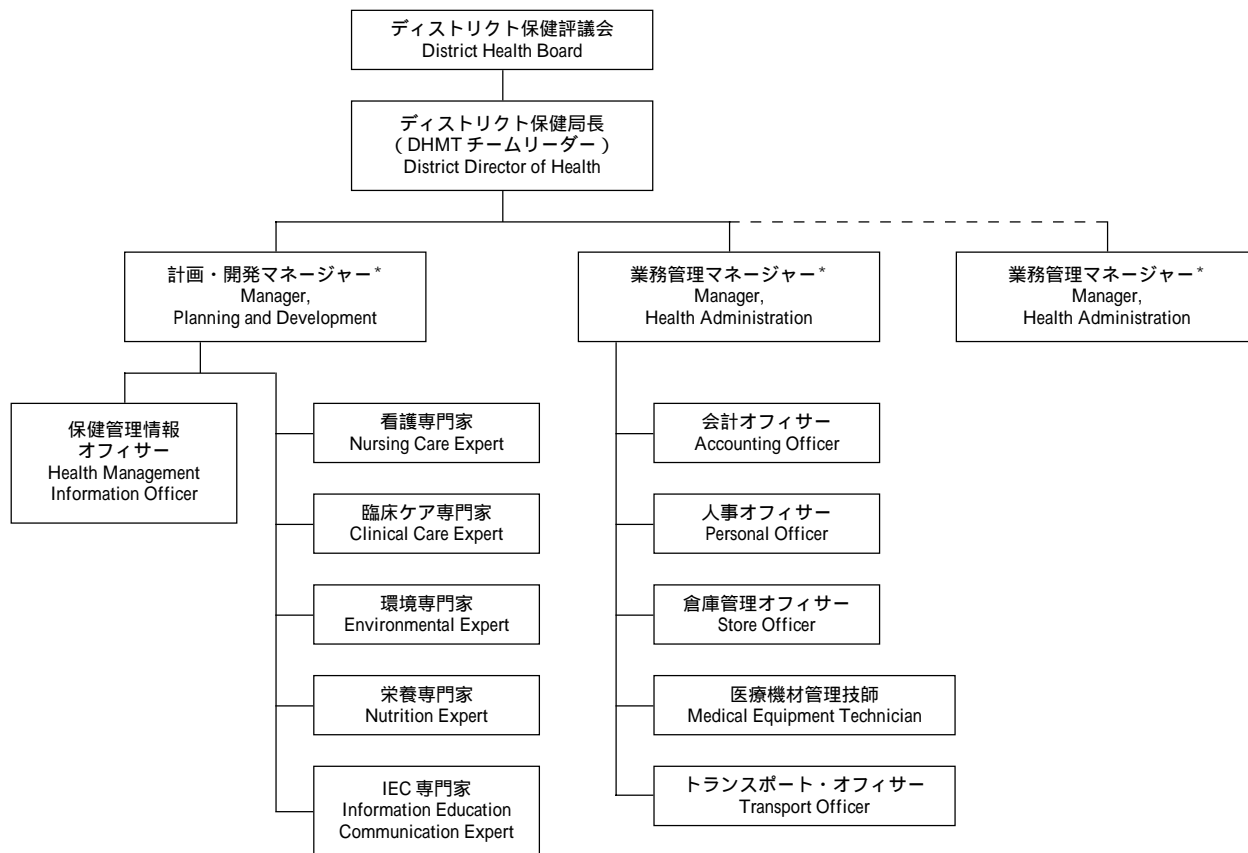 ディストリクト保健評議会
District Health Board
ディストリクト保健局長
（DHMT チームリーダー）
District Director of Health
計画・開発マネージャー*
Manager,
Planning and Development
業務管理マネージャー*
Manager,
Health Administration
業務管理マネージャー*
Manager,
Health Administration
保健管理情報
オフィサー
Health Management
Information Officer
看護専門家
Nursing Care Expert
臨床ケア専門家
Clinical Care Expert
環境専門家
Environmental Expert
栄養専門家
Nutrition Expert
IEC 専門家
Information Education
Communication Expert
会計オフィサー
Accounting Officer
人事オフィサー
Personal Officer
倉庫管理オフィサー
Store Officer
医療機材管理技師
Medical Equipment Technician
トランスポート・オフィサー
Transport Officer